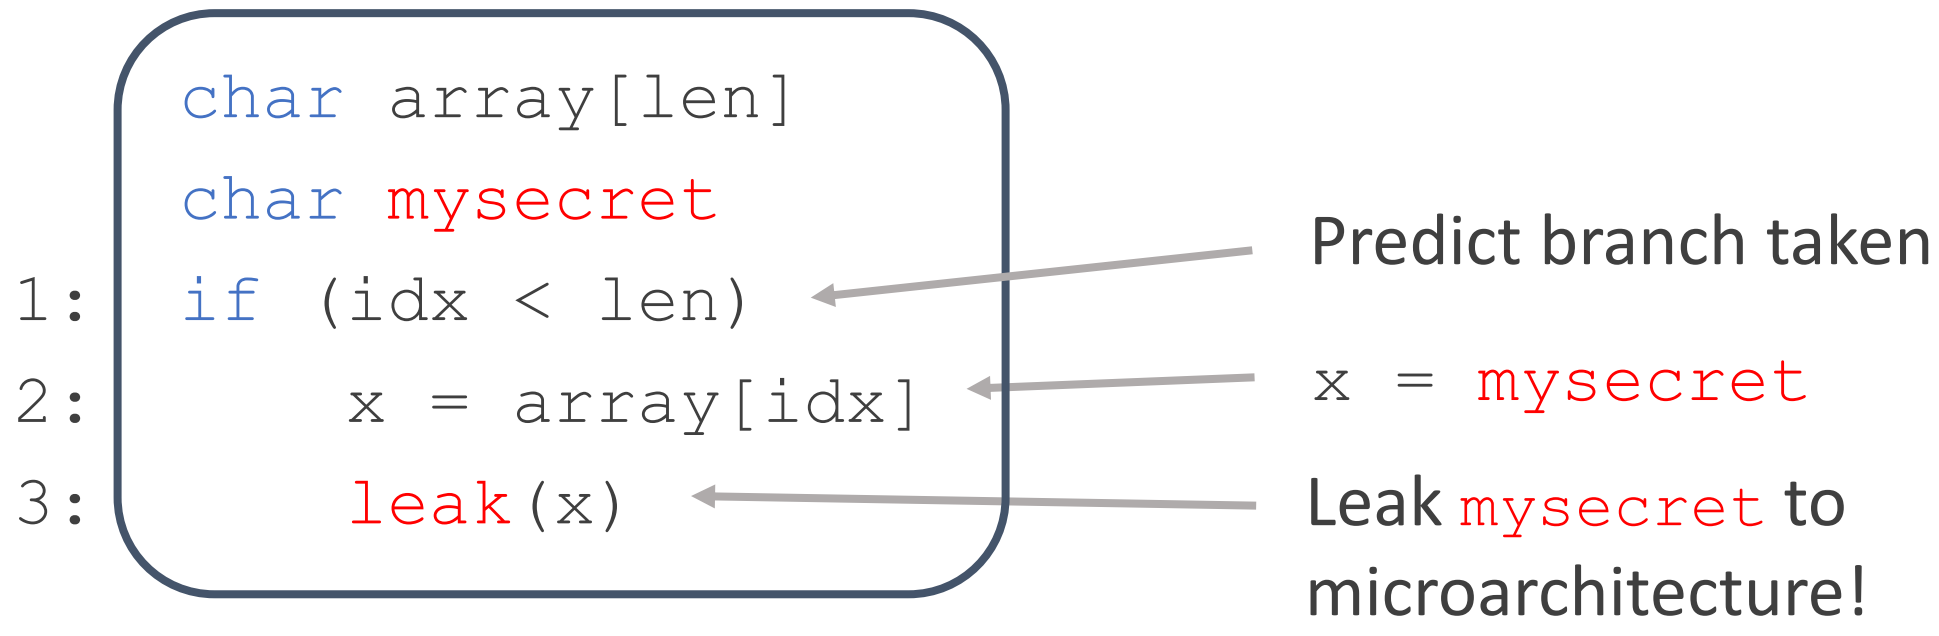 char array[len]
char mysecret
1: if (idx < len)
2: x = array[idx]
3: leak(x)
Predict branch taken
x = mysecret
Leak mysecret to
microarchitecture!